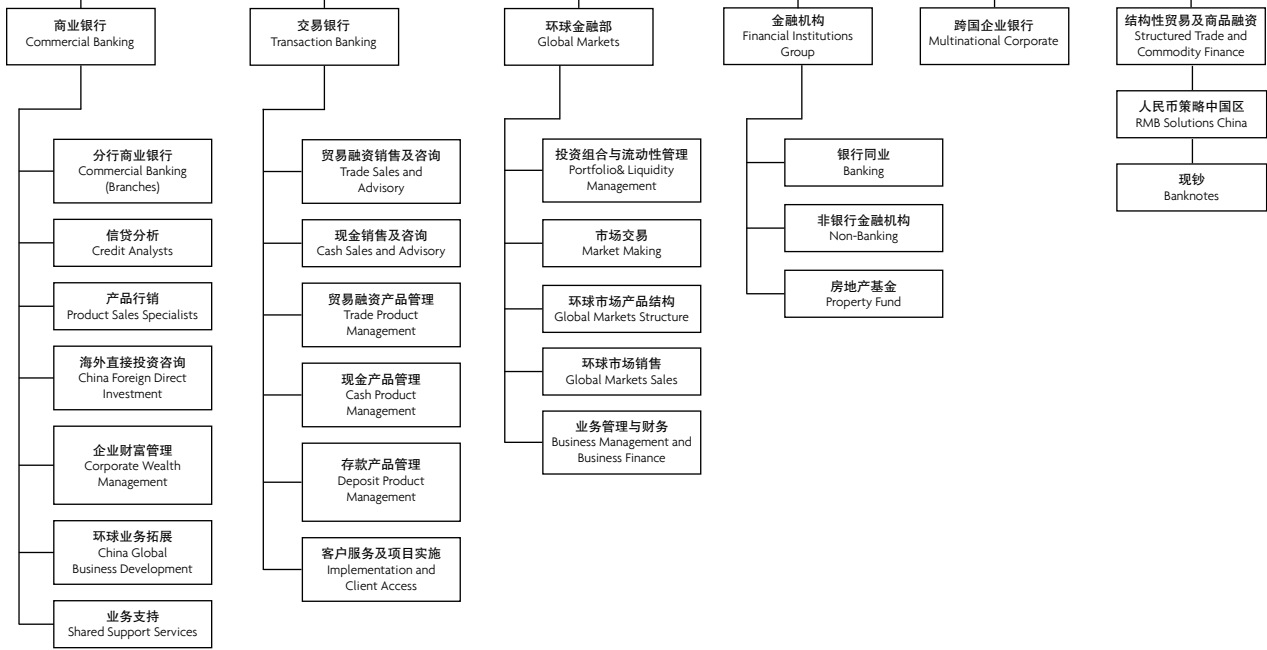 商业银行
Commercial Banking
分行商业银行
Commercial Banking
(Branches)
信贷分析
Credit Analysts
产品行销
Product Sales Specialists
海外直接投资咨询
China Foreign Direct
Investment
企业财富管理
Corporate Wealth
Management
环球业务拓展
China Global
Business Development
业务支持
Shared Support Services
交易银行
Transaction Banking
贸易融资销售及咨询
Trade Sales and
Advisory
现金销售及咨询
Cash Sales and Advisory
贸易融资产品管理
Trade Product
Management
现金产品管理
Cash Product
Management
存款产品管理
Deposit Product
Management
客户服务及项目实施
Implementation and
Client Access
环球金融部
Global Markets
投资组合与流动性管理
Portfolio& Liquidity
Management
市场交易
Market Making
环球市场产品结构
Global Markets Structure
环球市场销售
Global Markets Sales
业务管理与财务
Business Management and
Business Finance
金融机构
Financial Institutions
Group
银行同业
Banking
非银行金融机构
Non-Banking
房地产基金
Property Fund
跨国企业银行
Multinational Corporate
结构性贸易及商品融资
Structured Trade and
Commodity Finance
人民币策略中国区
RMB Solutions China
现钞
Banknotes